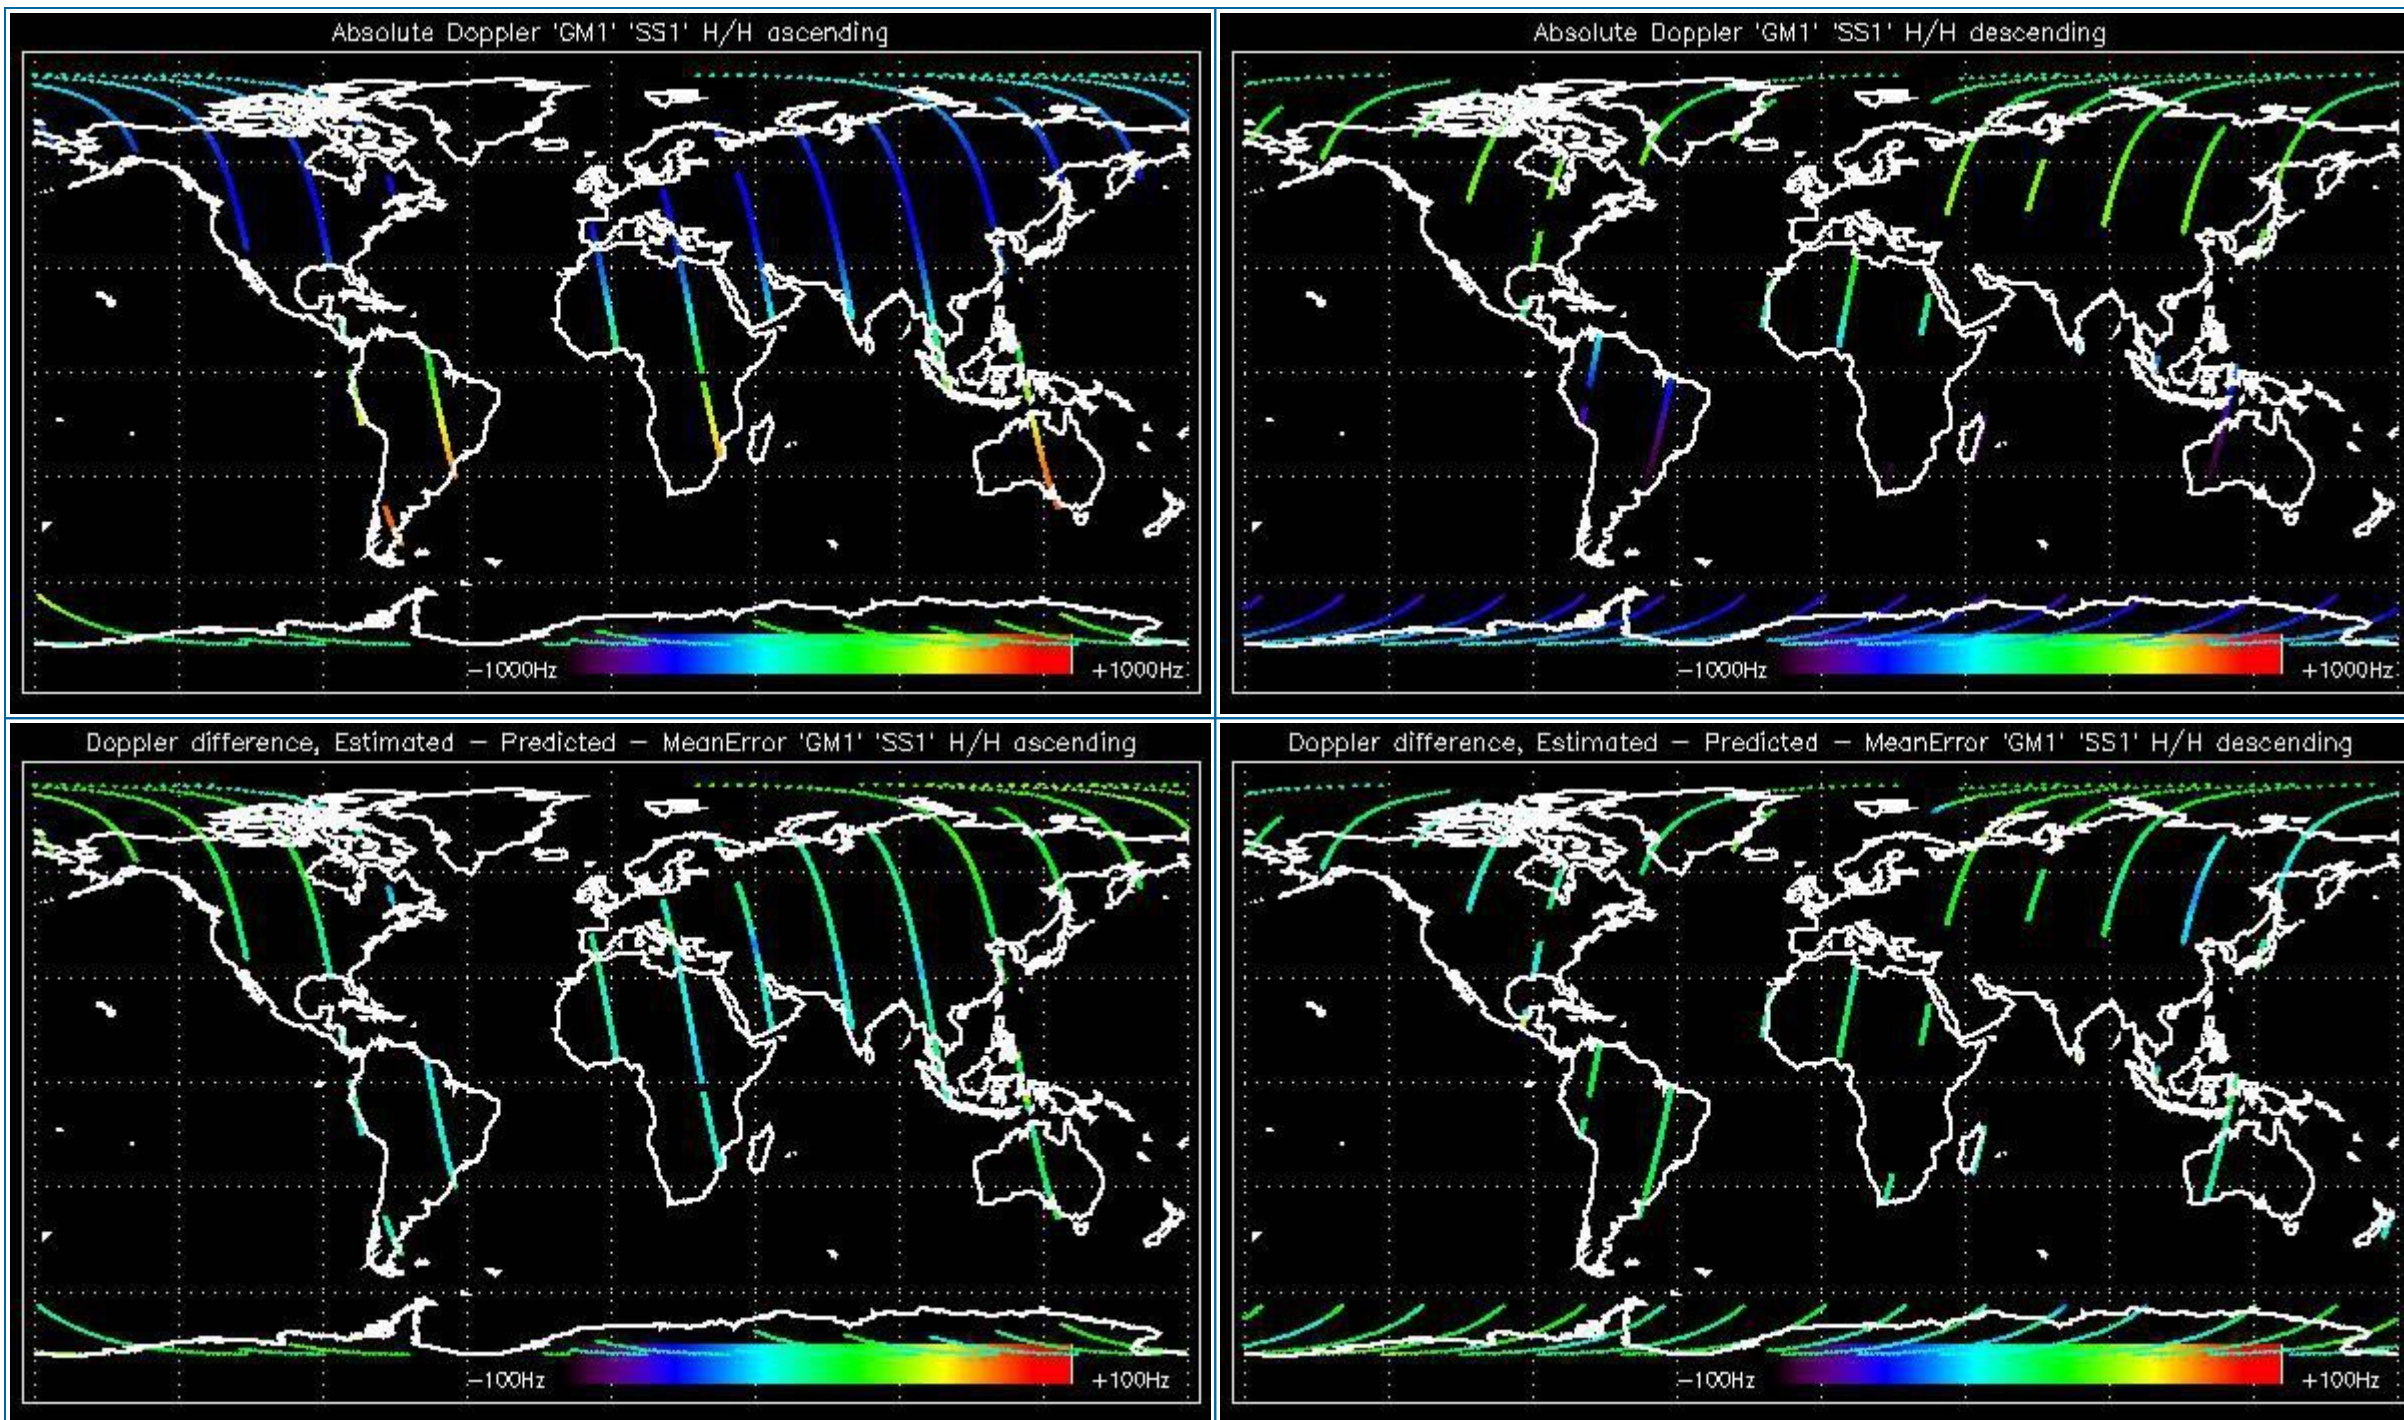 Absolute Doppler 'GM1' 'SS1' H/H ascending
−1000Hz
+1000Hz
Absolute Doppler 'GM1' 'SS1' H/H descending
−1000Hz
+1000Hz
Doppler difference, Estimated − Predicted − MeanError 'GM1' 'SS1' H/H ascending
−100Hz
+100Hz
Doppler difference, Estimated − Predicted − MeanError 'GM1' 'SS1' H/H descending
−100Hz
+100Hz